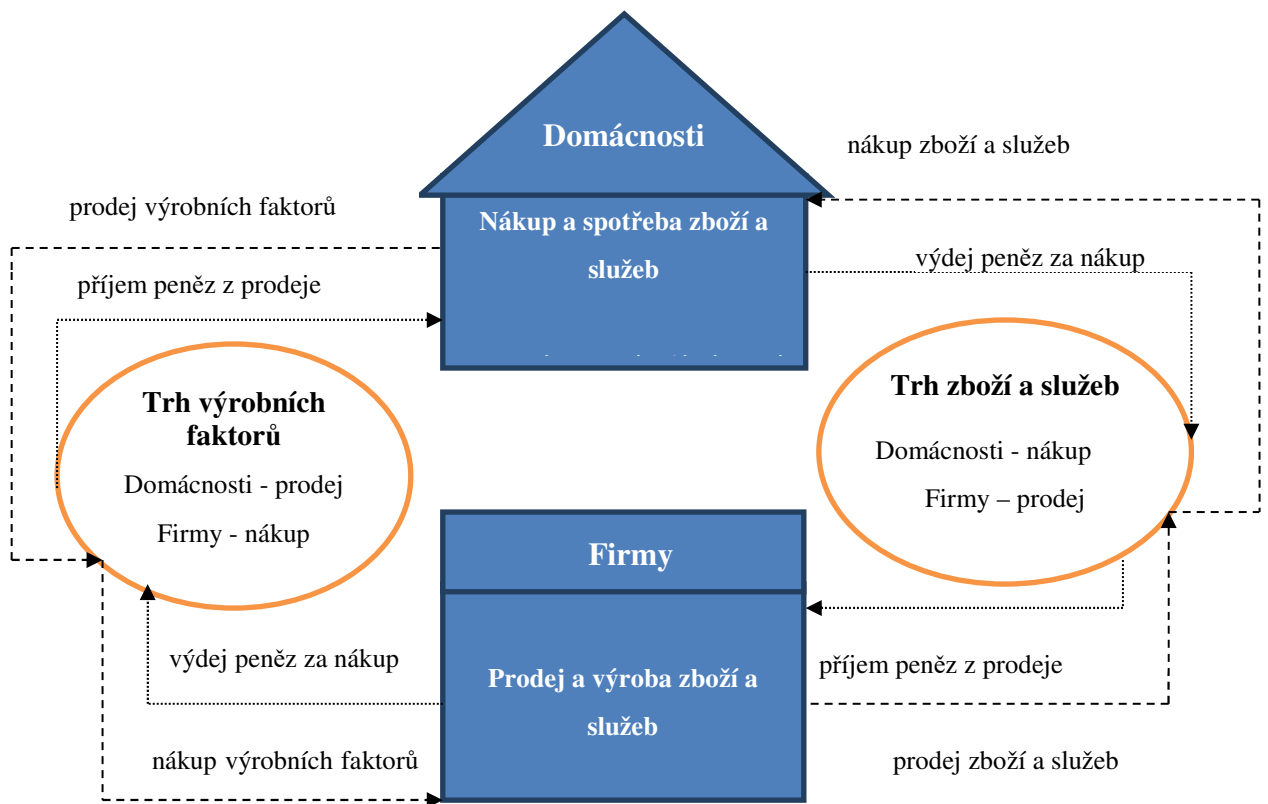 Domácnosti
nákup zboží a služeb
prodej výrobních faktorů
Nákup a spotřeba zboží a
služeb
výdej peněz za nákup
příjem peněz z prodeje
Trh výrobních
faktorů
Domácnosti - prodej
Firmy - nákup
Trh zboží a služeb
Domácnosti - nákup
Firmy – prodej
Firmy
Prodej a výroba zboží a
služeb
výdej peněz za nákup
příjem peněz z prodeje
nákup výrobních faktorů
prodej zboží a služeb